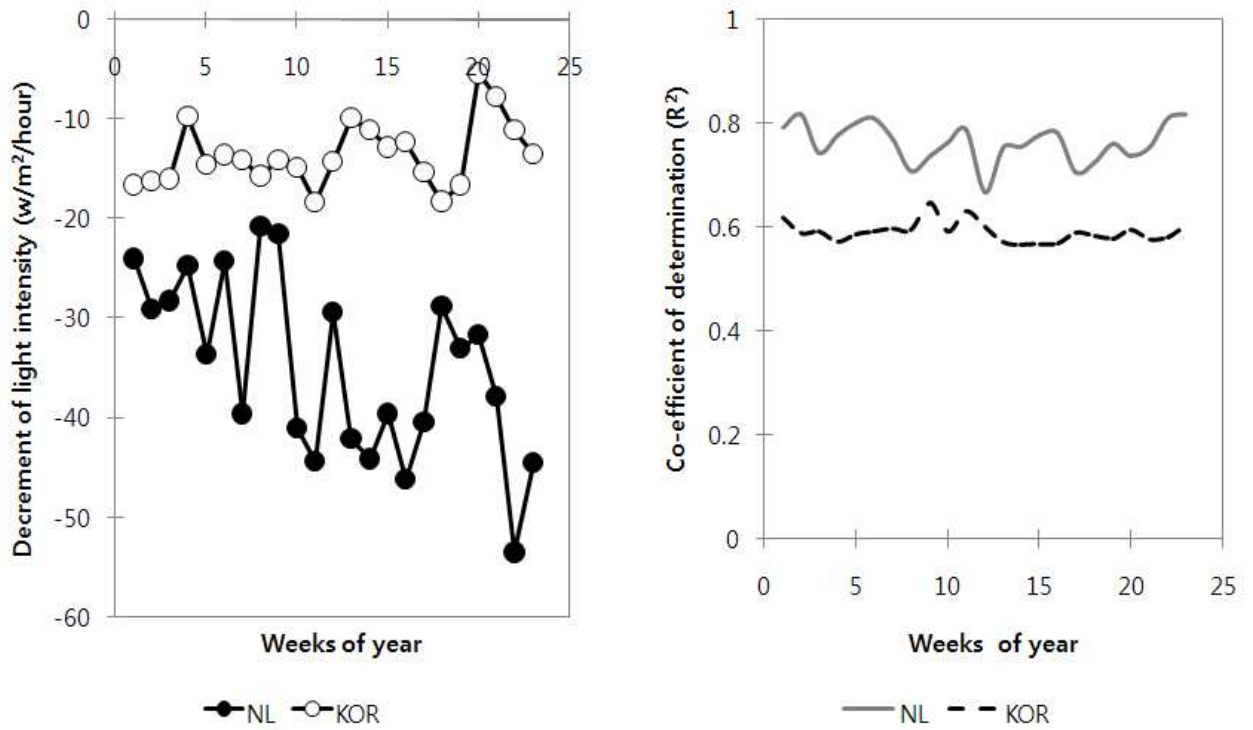 0
-10
-20
-30
-40
-50
-60
0 5 10 15 20 25
Decrement of light intensity (w/m²/hour)
Weeks of year
NL KOR
1
0.8
0.6
0.4
0.2
0
0 5 10 15 20 25
Co-efficient of determination (R²)
Weeks of year
NL KOR